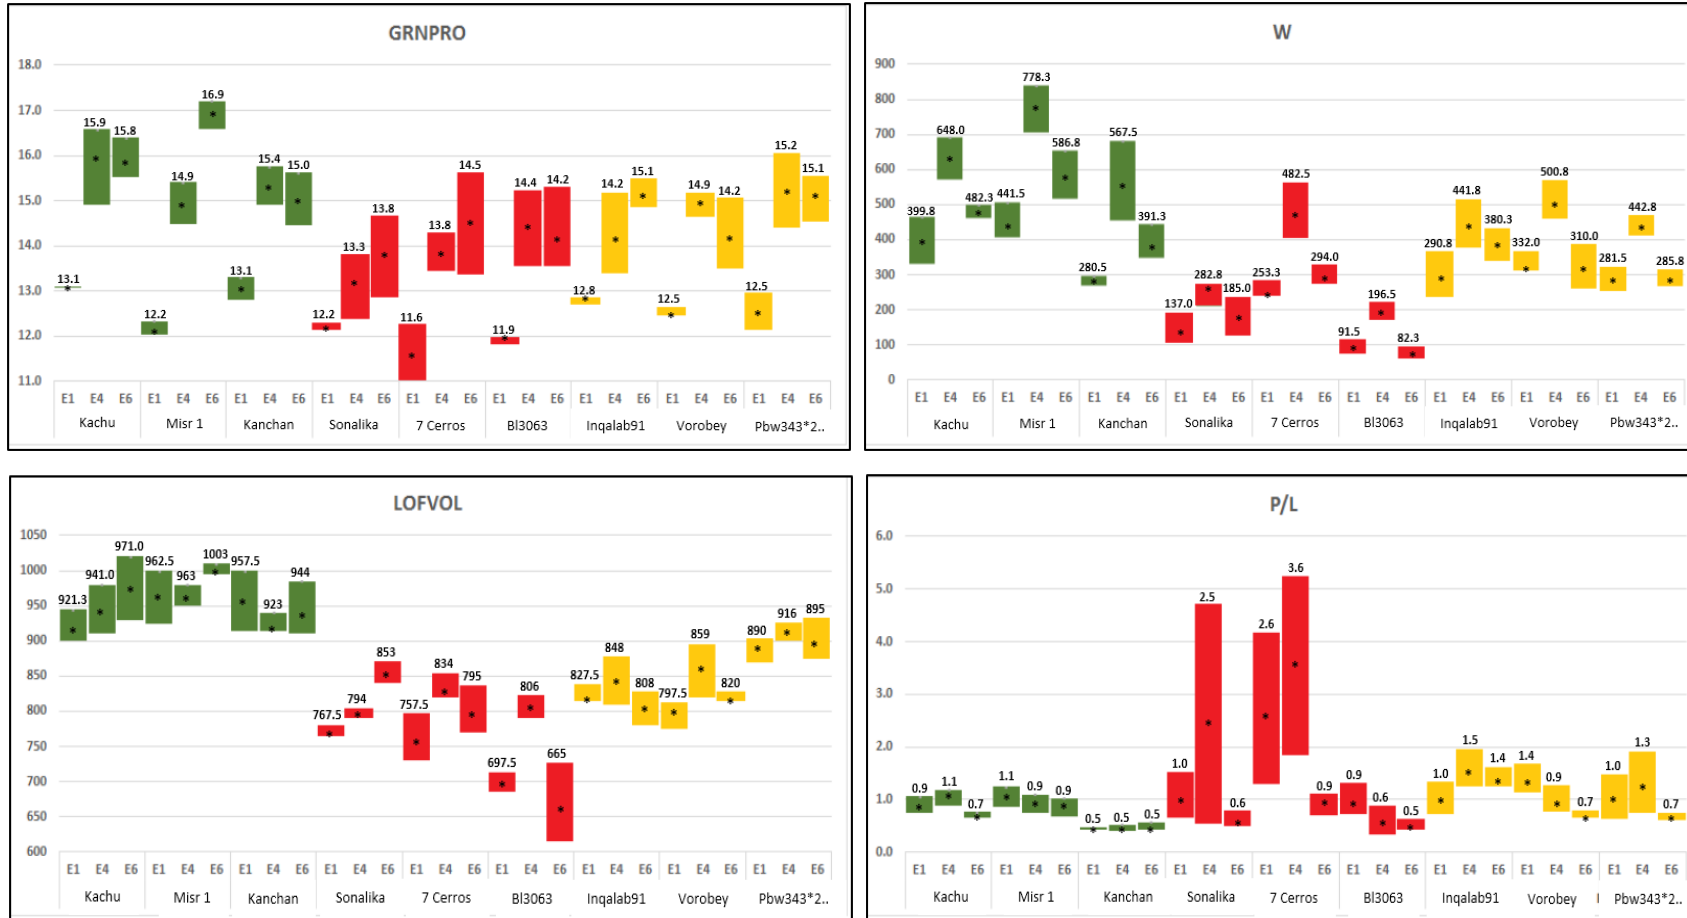 GRNPRO
18.0
17.0
16.0
15.0
14.0
13.0
12.0
11.0
13.1 15.9 15.8 12.2 14.9 16.9 13.1 15.4 15.0 12.2 13.3 13.8 11.6 13.8 14.5 11.9 14.4 14.2 12.8 14.2 15.1 12.5 14.9 14.2 12.5 15.2 15.1
E1 E4 E6 E1 E4 E6 E1 E4 E6 E1 E4 E6 E1 E4 E6 E1 E4 E6 E1 E4 E6 E1 E4 E6 E1 E4 E6
Kachu Misr 1 Kanchan Sonalika 7 Cerros Bl3063 Inqalab91 Vorobey Pbw343*2..
W
900
800
700
600
500
400
300
200
100
0
399.8 648.0 482.3 441.5 778.3 586.8 280.5 567.5 391.3 137.0 282.8 185.0 253.3 482.5 294.0 91.5 196.5 82.3 290.8 441.8 380.3 332.0 500.8 310.0 281.5 442.8 285.8
E1 E4 E6 E1 E4 E6 E1 E4 E6 E1 E4 E6 E1 E4 E6 E1 E4 E6 E1 E4 E6 E1 E4 E6 E1 E4 E6
Kachu Misr 1 Kanchan Sonalika 7 Cerros Bl3063 Inqalab91 Vorobey Pbw343*2..
LOFVOL
1050
1000
950
900
850
800
750
700
650
600
921.3 941.0 971.0 962.5 963 1003 957.5 923 944 767.5 794 853 757.5 834 795 697.5 806 665 827.5 848 808 797.5 859 820 890 916 895
E1 E4 E6 E1 E4 E6 E1 E4 E6 E1 E4 E6 E1 E4 E6 E1 E4 E6 E1 E4 E6 E1 E4 E6 E1 E4 E6
Kachu Misr 1 Kanchan Sonalika 7 Cerros Bl3063 Inqalab91 Vorobey Pbw343*2..
P/L
6.0
5.0
4.0
3.0
2.0
1.0
0.0
0.9 1.1 0.7 1.1 0.9 0.9 0.5 0.5 0.5 1.0 2.5 0.6 2.6 3.6 0.9 0.9 0.6 0.5 1.0 1.5 1.4 1.4 0.9 0.7 1.0 1.3 0.7
E1 E4 E6 E1 E4 E6 E1 E4 E6 E1 E4 E6 E1 E4 E6 E1 E4 E6 E1 E4 E6 E1 E4 E6 E1 E4 E6
Kachu Misr 1 Kanchan Sonalika 7 Cerros Bl3063 Inqalab91 Vorobey Pbw343*2..